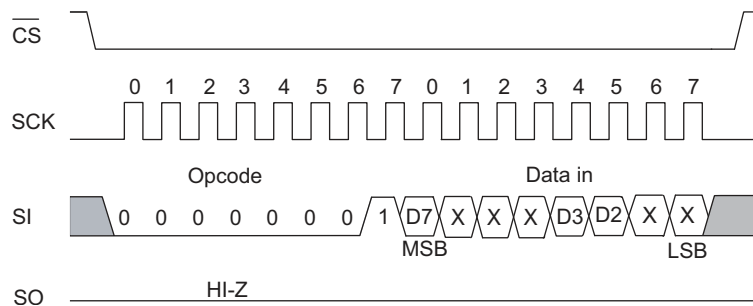 CS
0 1 2 3 4 5 6 7 0 1 2 3 4 5 6 7
SCK
Opcode Data in
SI 0 0 0 0 0 0 0 1 D7 X X X D3 D2 X X
MSB LSB
HI-Z
SO